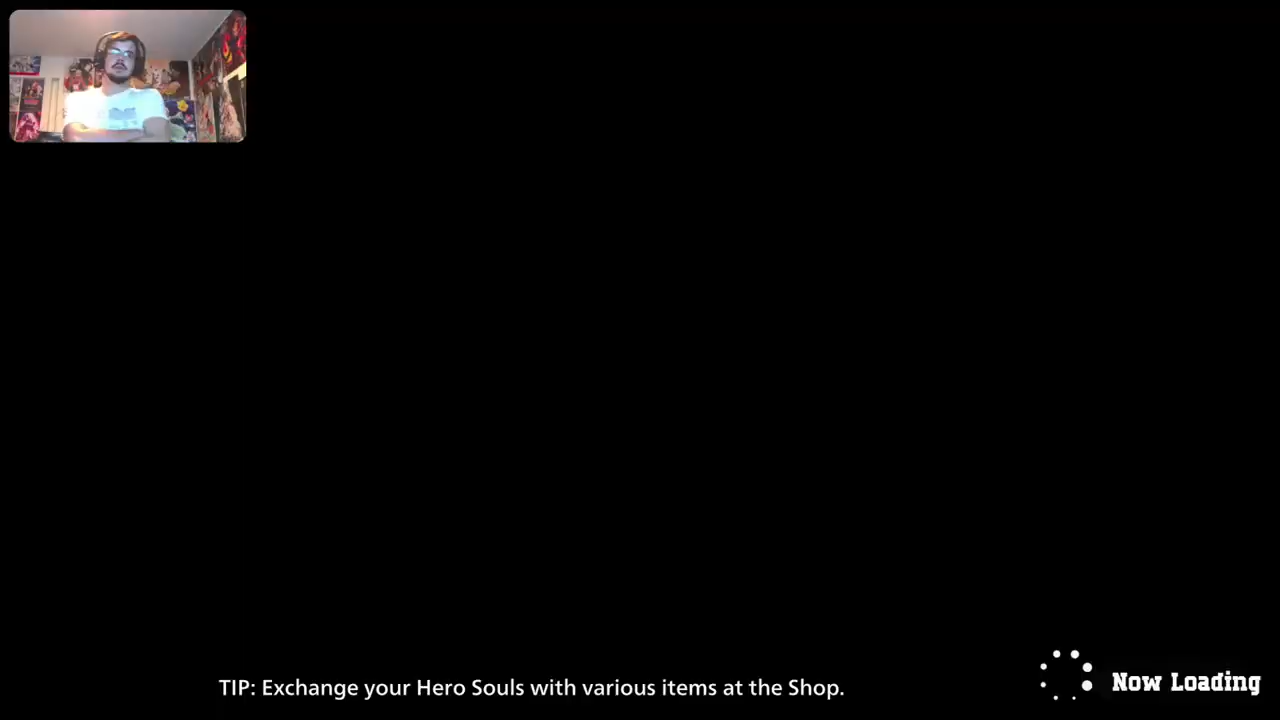 TIP: Exchange your Hero Souls with various items at the Shop.
Now Loading